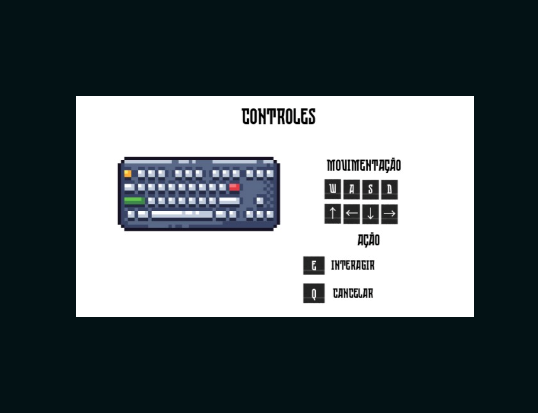 CONTROLES
MOVIMENTAÇÃO
W A S D
↑ ← ↓ →
AÇÃO
E INTERAGIR
Q CANCELAR